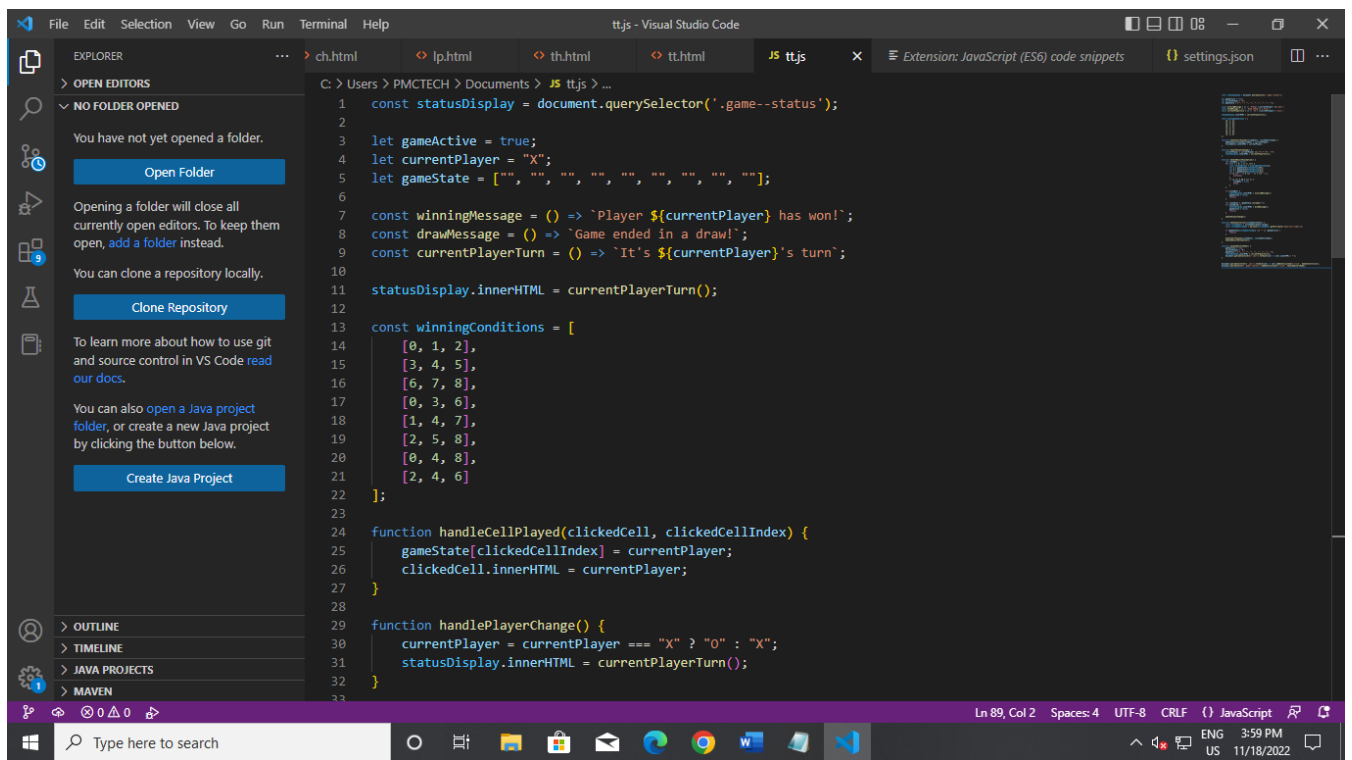 File Edit Selection View Go Run Terminal Help tt.js - Visual Studio Code
EXPLORER
ch.html lp.html th.html tt.html JS tt.js Extension: JavaScript (ES6) code snippets {} settings.json
OPEN EDITORS
NO FOLDER OPENED
You have not yet opened a folder.
Open Folder
Opening a folder will close all
currently open editors. To keep them
open, add a folder instead.
You can clone a repository locally.
Clone Repository
To learn more about how to use git
and source control in VS Code read
our docs.
You can also open a Java project
folder, or create a new Java project
by clicking the button below.
Create Java Project
OUTLINE
TIMELINE
JAVA PROJECTS
MAVEN
9
1
C: > Users > PMCTECH > Documents > JS tt.js > ...
1 const statusDisplay = document.querySelector('.game--status');
2
3 let gameActive = true;
4 let currentPlayer = "X";
5 let gameState = ["", "", "", "", "", "", "", "", ""];
6
7 const winningMessage = () => `Player ${currentPlayer} has won!`;
8 const drawMessage = () => `Game ended in a draw!`;
9 const currentPlayerTurn = () => `It's ${currentPlayer}'s turn`;
10
11 statusDisplay.innerHTML = currentPlayerTurn();
12
13 const winningConditions = [
14 [0, 1, 2],
15 [3, 4, 5],
16 [6, 7, 8],
17 [0, 3, 6],
18 [1, 4, 7],
19 [2, 5, 8],
20 [0, 4, 8],
21 [2, 4, 6]
22 ];
23
24 function handleCellPlayed(clickedCell, clickedCellIndex) {
25 gameState[clickedCellIndex] = currentPlayer;
26 clickedCell.innerHTML = currentPlayer;
27 }
28
29 function handlePlayerChange() {
30 currentPlayer = currentPlayer === "X" ? "O" : "X";
31 statusDisplay.innerHTML = currentPlayerTurn();
32 }
33
0 0 Ln 89, Col 2 Spaces: 4 UTF-8 CRLF {} JavaScript
Type here to search
ENG 3:59 PM
US 11/18/2022